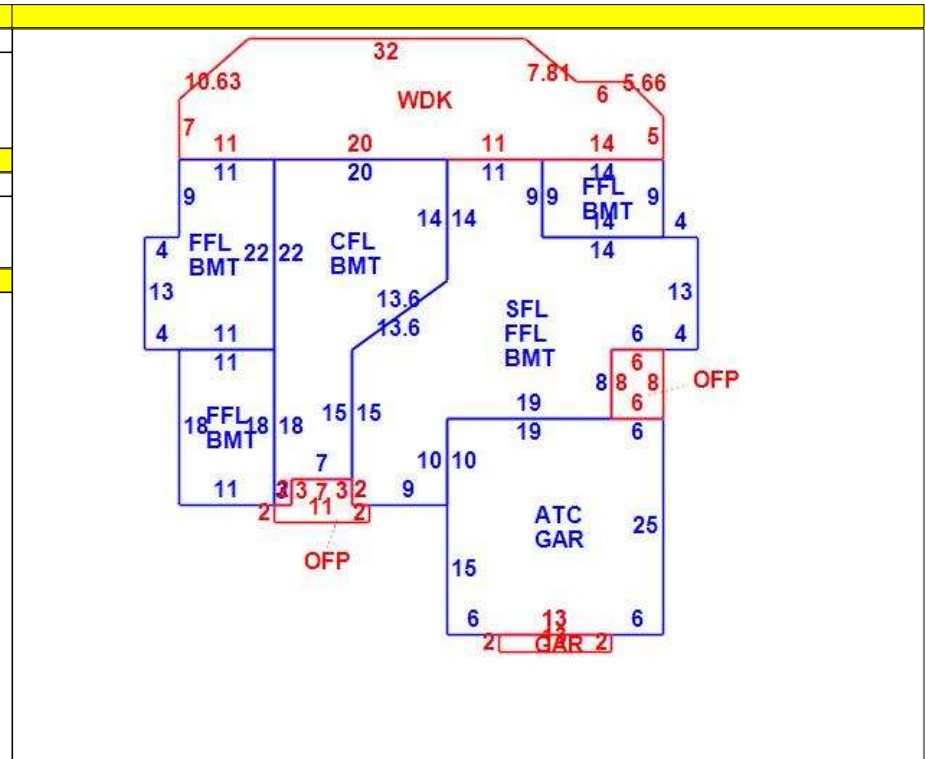 32
10.63 7.81 5.66
6
WDK
7 5
11 20 11 14
11 20 11 14
9 FFL 9 9 9
BMT
14 14 14 4
4 FFL 22 22 CFL 14
BMT BMT
13 13.6 13
13.6
SFL
FFL
BMT
4 11 6 4
11 6
8 8 8 OFP
6
18 FFL 18 18 15 15 19
BMT 19 6
7 10 10
11 3 7 3 2 9
2 11 2
ATC 25
GAR
OFP
15
6 13 6
2 GAR 2